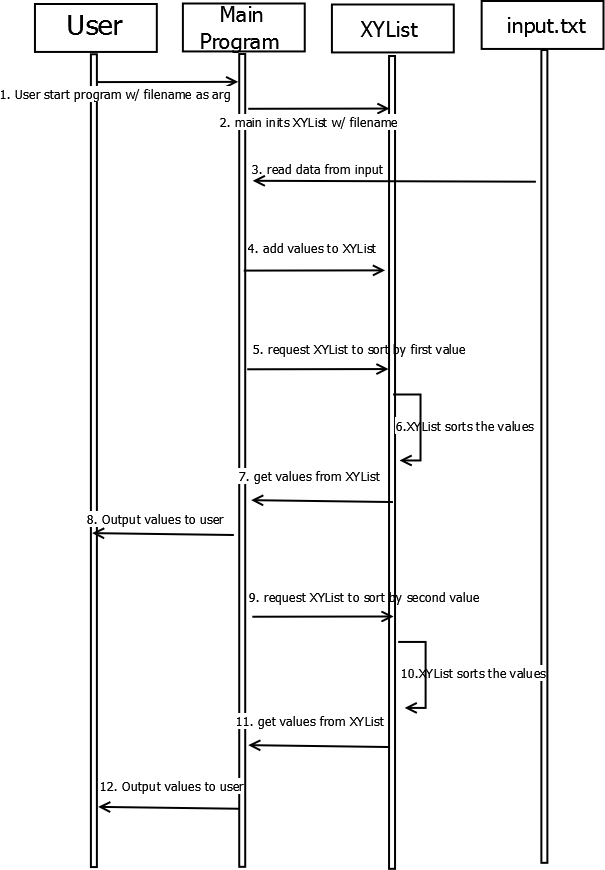 User
Main
Program
XYList
input.txt
1. User start program w/ filename as arg
2. main inits XYList w/ filename
3. read data from input
4. add values to XYList
5. request XYList to sort by first value
6.XYList sorts the values
7. get values from XYList
8. Output values to user
9. request XYList to sort by second value
10.XYList sorts the values
11. get values from XYList
12. Output values to user